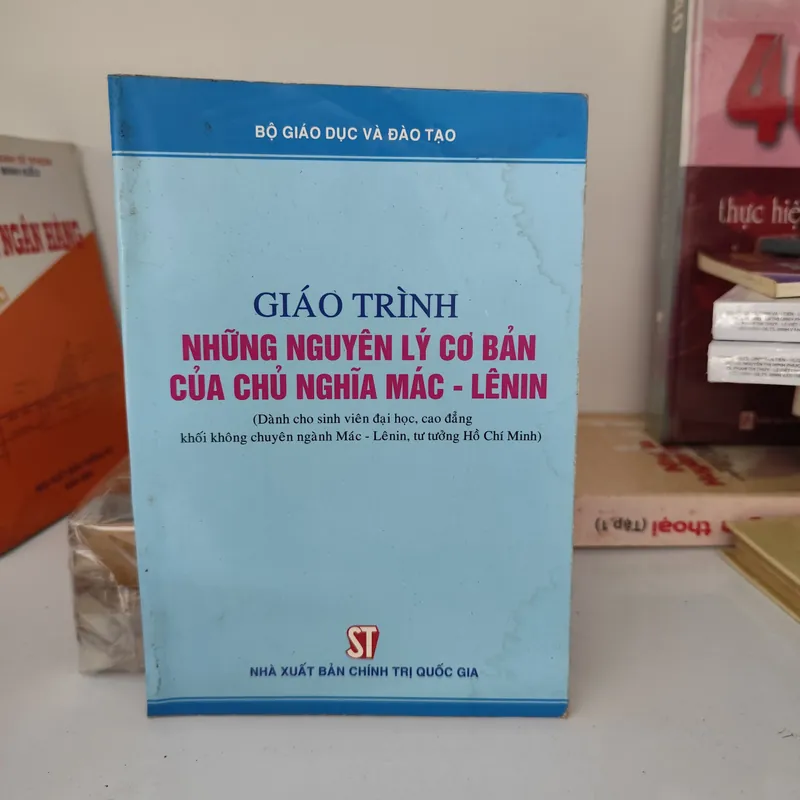 BỘ GIÁO DỤC VÀ ĐÀO TẠO
GIÁO TRÌNH
NHỮNG NGUYÊN LÝ CƠ BẢN
CỦA CHỦ NGHĨA MÁC - LÊNIN
(Dành cho sinh viên đại học, cao đẳng
khối không chuyên ngành Mác - Lênin, tư tưởng Hồ Chí Minh)
ST
NHÀ XUẤT BẢN CHÍNH TRỊ QUỐC GIA
NGÂN HÀNG
thực hiệ
thoại (Tập 1)